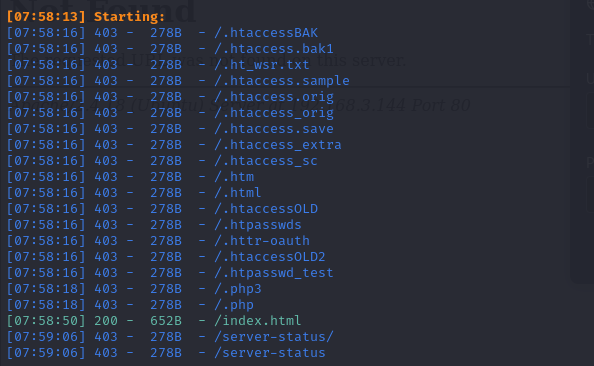 Not Found
[07:58:13] Starting:
[07:58:16] 403 -  278B  - /.htaccessBAK
[07:58:16] 403 -  278B  - /.htaccess.bak1
[07:58:16] 403 -  278B  - /.ht_wsr.txt
[07:58:16] 403 -  278B  - /.htaccess.sample
[07:58:16] 403 -  278B  - /.htaccess.orig
[07:58:16] 403 -  278B  - /.htaccess_orig
[07:58:16] 403 -  278B  - /.htaccess.save
[07:58:16] 403 -  278B  - /.htaccess_extra
[07:58:16] 403 -  278B  - /.htaccess_sc
[07:58:16] 403 -  278B  - /.htm
[07:58:16] 403 -  278B  - /.html
[07:58:16] 403 -  278B  - /.htaccessOLD
[07:58:16] 403 -  278B  - /.htpasswds
[07:58:16] 403 -  278B  - /.httr-oauth
[07:58:16] 403 -  278B  - /.htaccessOLD2
[07:58:16] 403 -  278B  - /.htpasswd_test
[07:58:18] 403 -  278B  - /.php3
[07:58:18] 403 -  278B  - /.php
[07:58:50] 200 -  652B  - /index.html
[07:59:06] 403 -  278B  - /server-status/
[07:59:06] 403 -  278B  - /server-status
this server.
Port 80